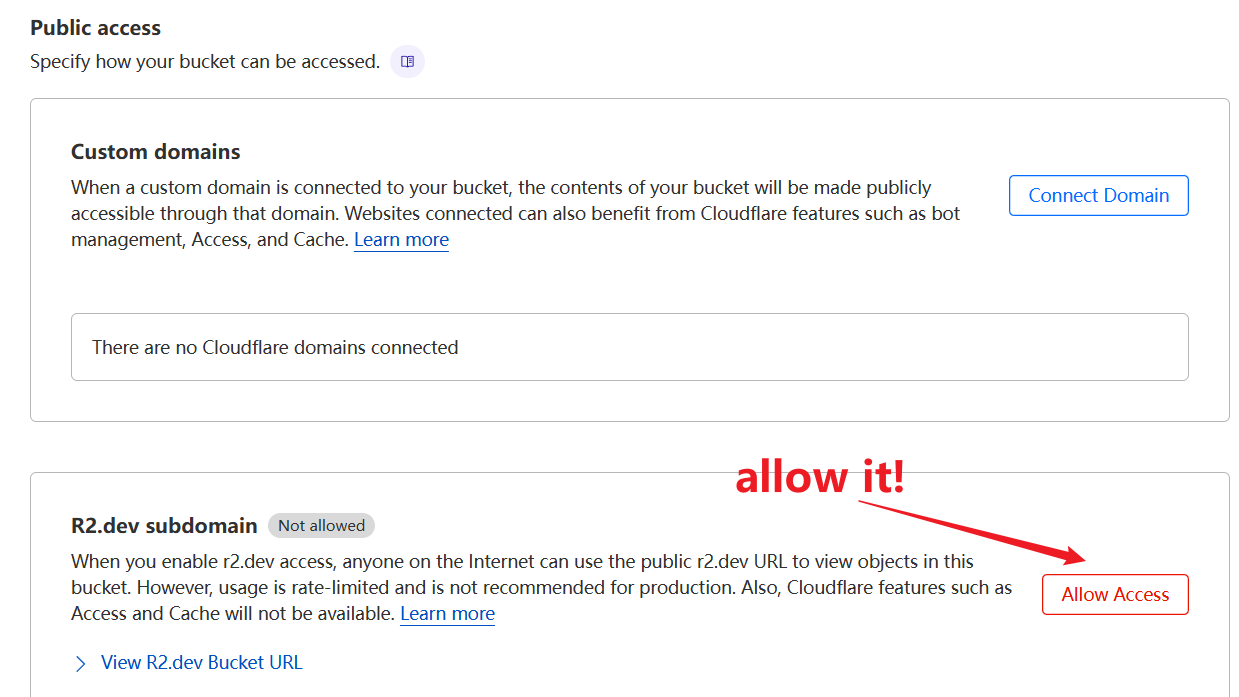 Public access
Specify how your bucket can be accessed.
Custom domains
When a custom domain is connected to your bucket, the contents of your bucket will be made publicly
accessible through that domain. Websites connected can also benefit from Cloudflare features such as bot
management, Access, and Cache. Learn more
Connect Domain
There are no Cloudflare domains connected
allow it!
R2.dev subdomain Not allowed
When you enable r2.dev access, anyone on the Internet can use the public r2.dev URL to view objects in this
bucket. However, usage is rate-limited and is not recommended for production. Also, Cloudflare features such as
Access and Cache will not be available. Learn more
Allow Access
View R2.dev Bucket URL